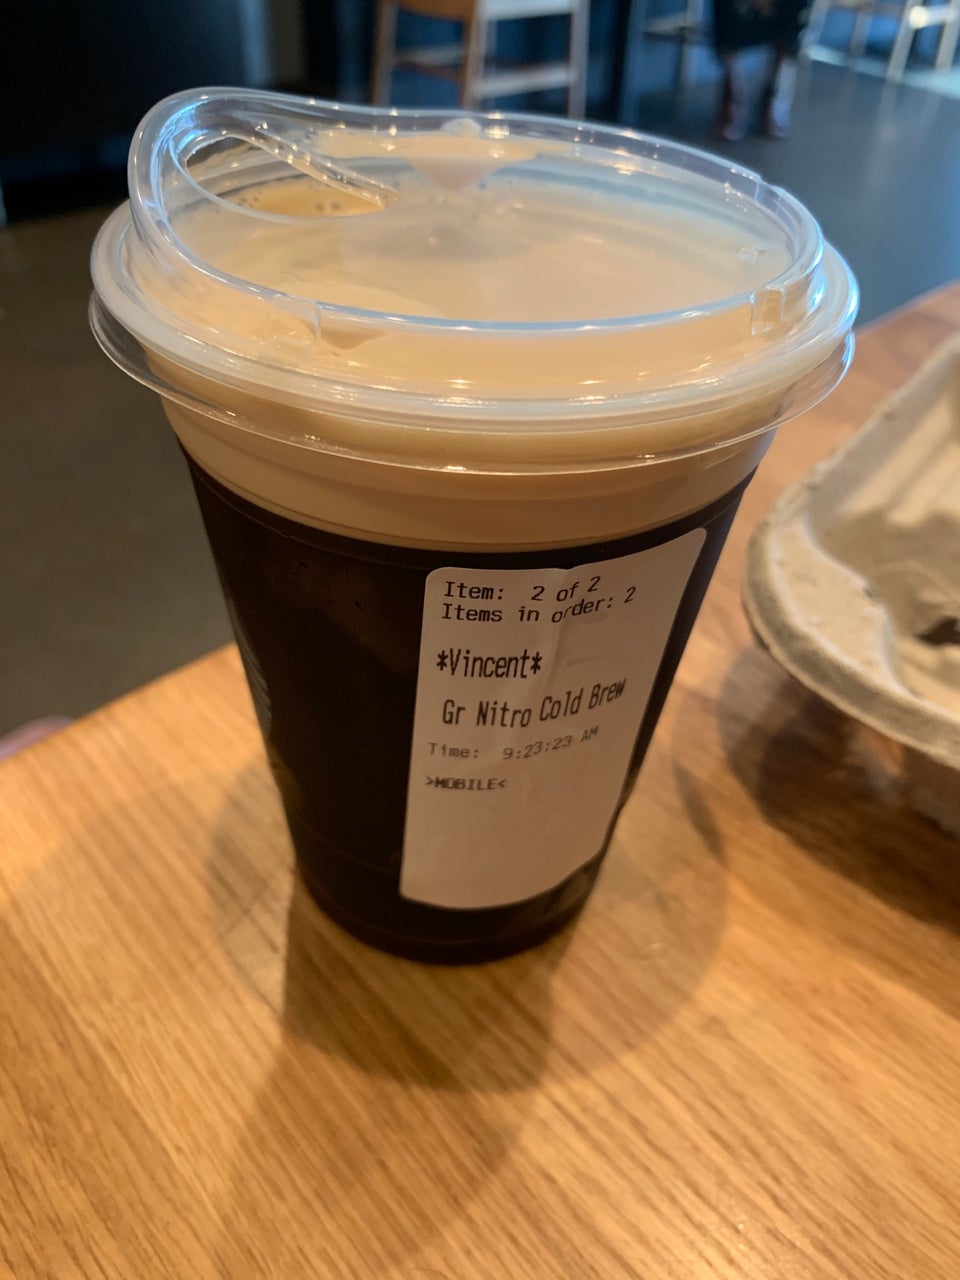 Item: 2 of 2
Items in order: 2
*Vincent*
Gr Nitro Cold Brew
Time: 9:23:23 AM
>MOBILE<